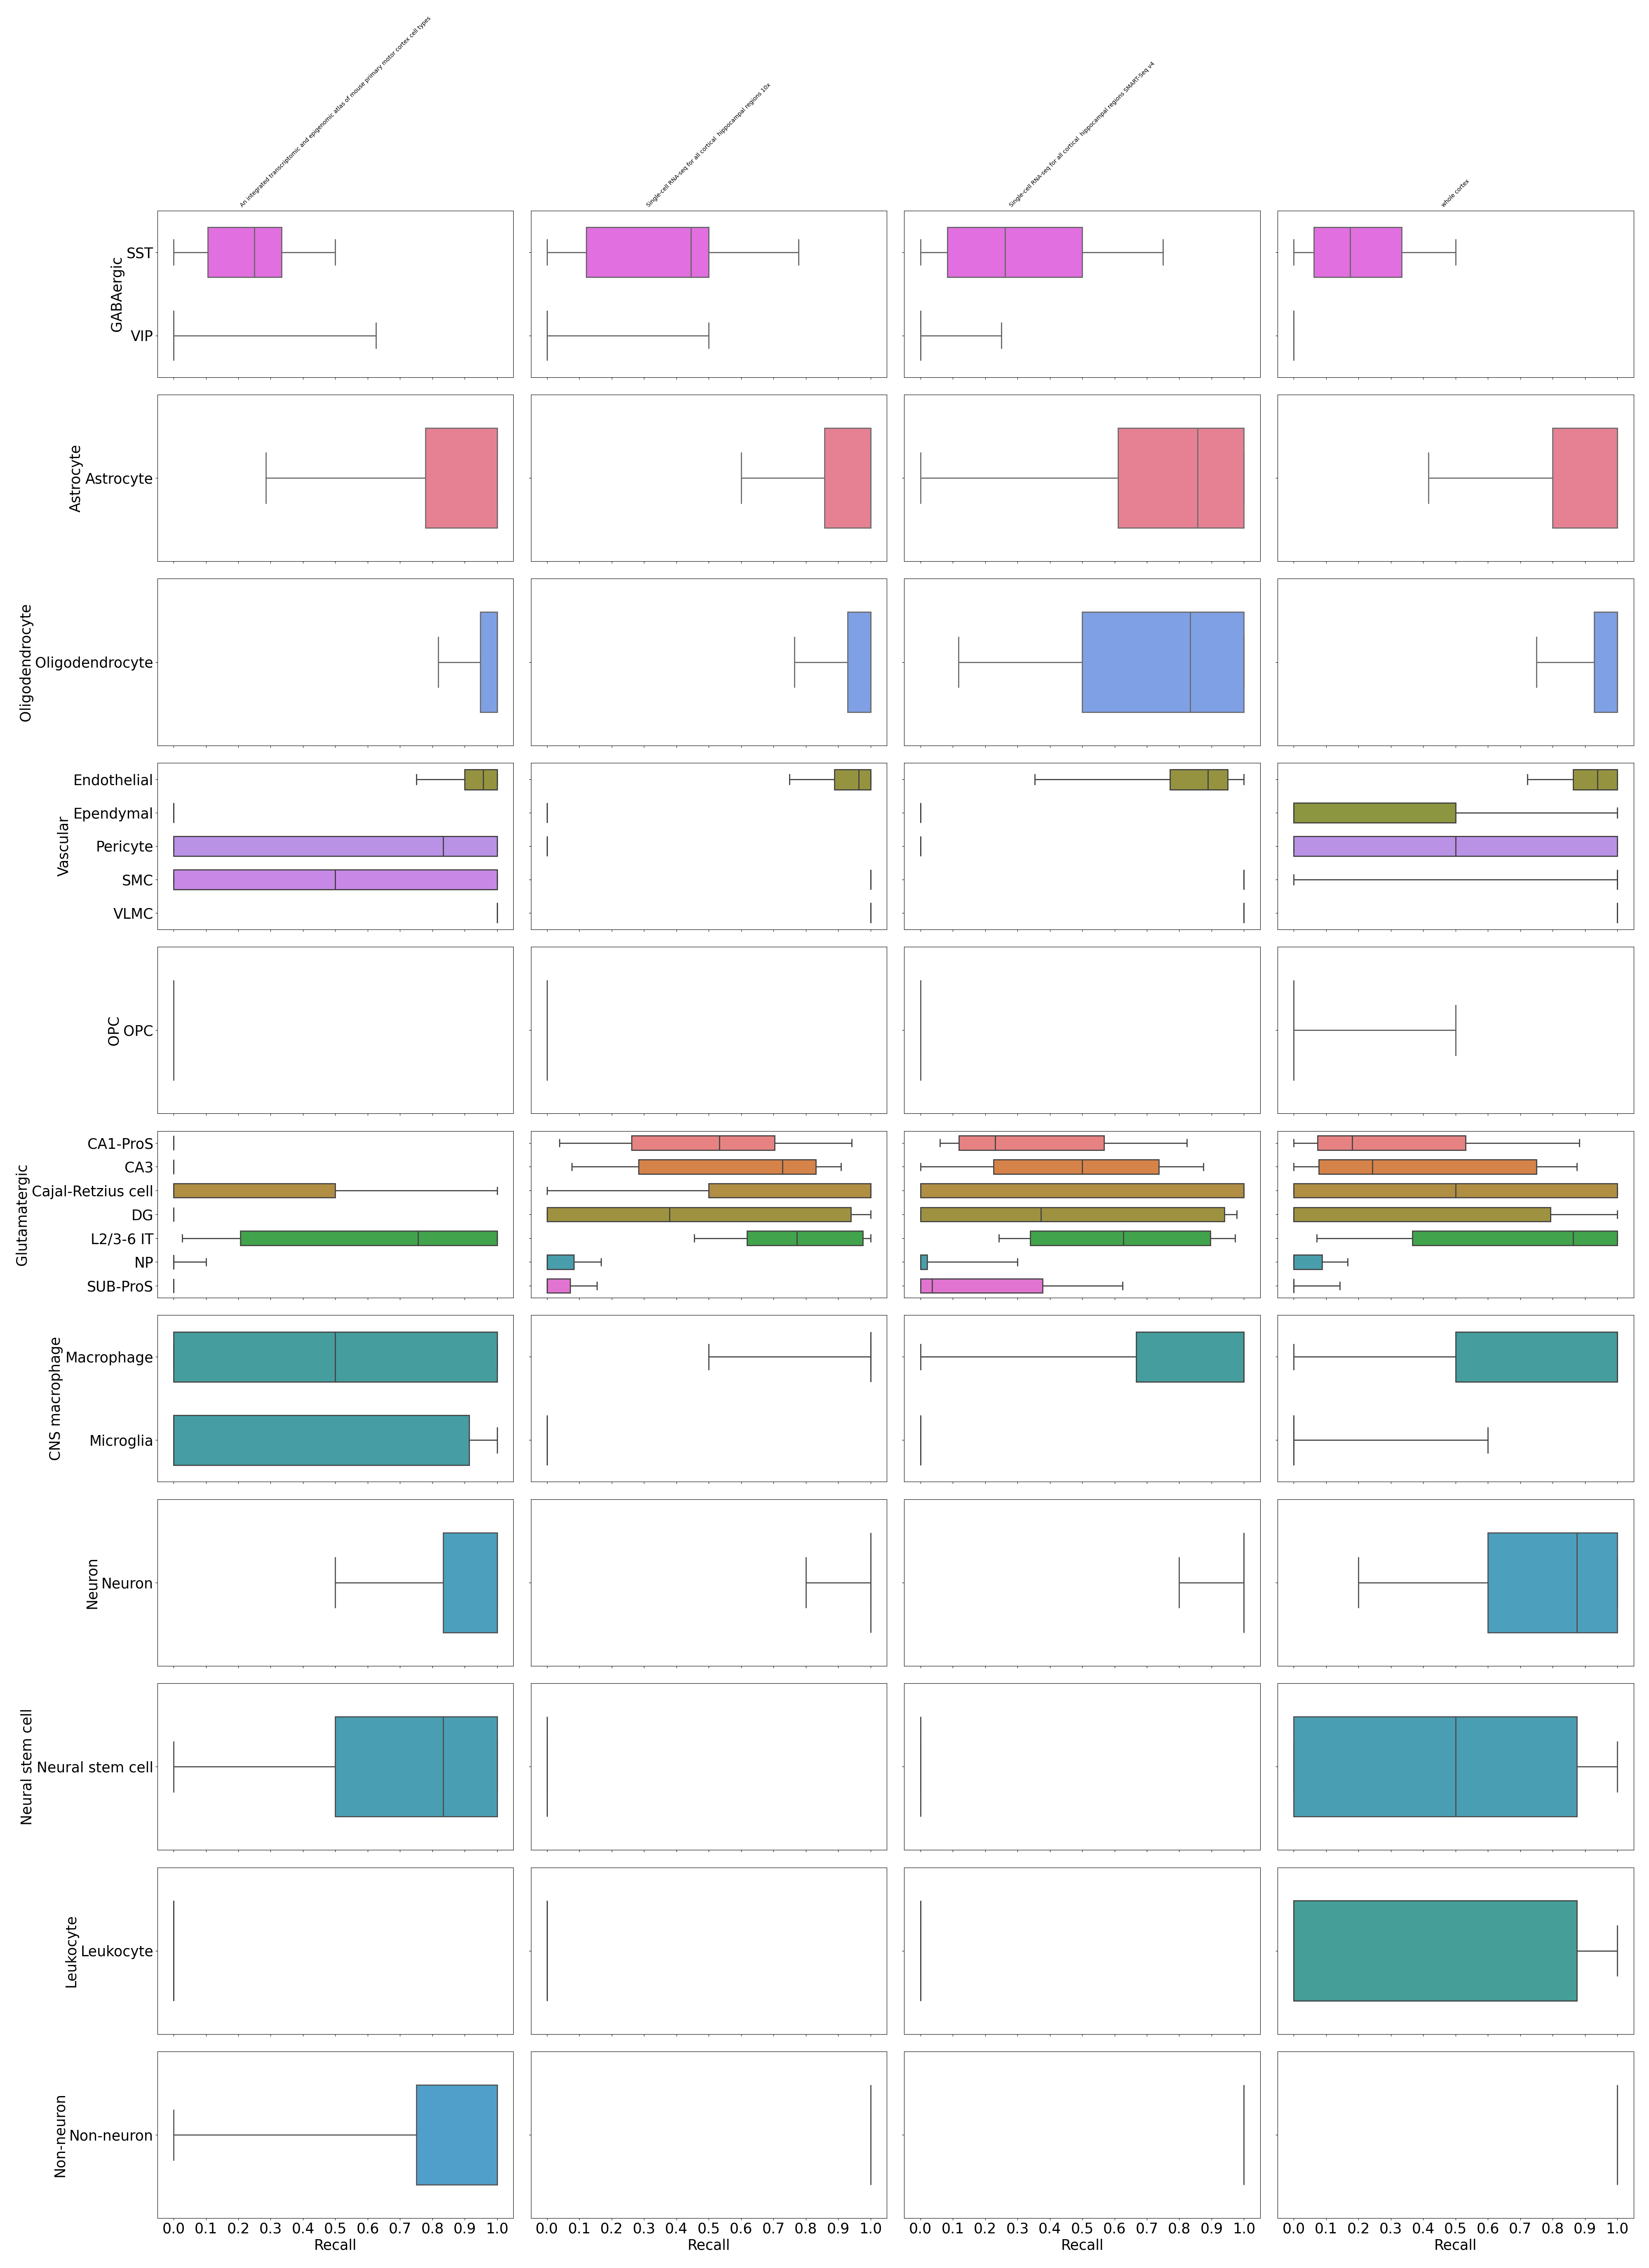 An integrated transcriptomic and epigenomic atlas of mouse primary motor cortex cell types
Single-cell RNA-seq for all cortical  hippocampal regions 10x
Single-cell RNA-seq for all cortical  hippocampal regions SMART-Seq v4
whole cortex
GABAergic
SST
VIP
Astrocyte
Astrocyte
Oligodendrocyte
Oligodendrocyte
Vascular
Endothelial
Ependymal
Pericyte
SMC
VLMC
OPC
OPC
Glutamatergic
CA1-ProS
CA3
Cajal-Retzius cell
DG
L2/3-6 IT
NP
SUB-ProS
CNS macrophage
Macrophage
Microglia
Neuron
Neuron
Neural stem cell
Neural stem cell
Leukocyte
Leukocyte
Non-neuron
Non-neuron
0.0 0.1 0.2 0.3 0.4 0.5 0.6 0.7 0.8 0.9 1.0
Recall
0.0 0.1 0.2 0.3 0.4 0.5 0.6 0.7 0.8 0.9 1.0
Recall
0.0 0.1 0.2 0.3 0.4 0.5 0.6 0.7 0.8 0.9 1.0
Recall
0.0 0.1 0.2 0.3 0.4 0.5 0.6 0.7 0.8 0.9 1.0
Recall